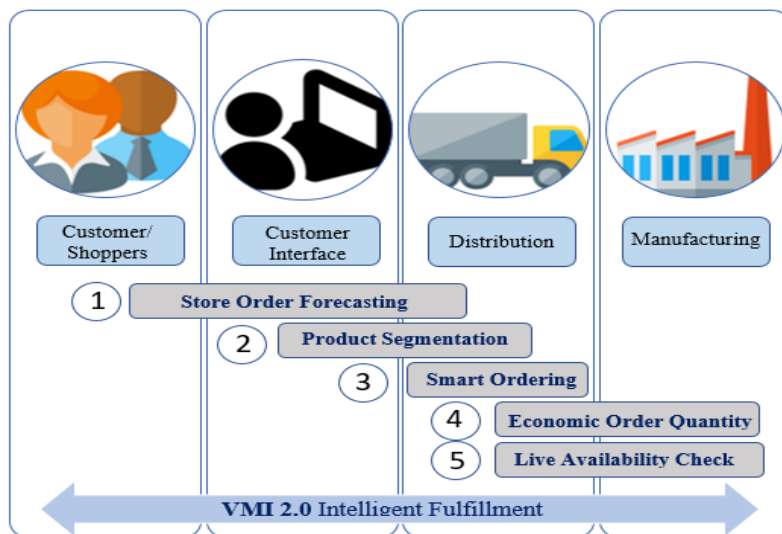 Customer/
Shoppers
Customer
Interface
Distribution
Manufacturing
1
Store Order Forecasting
2
Product Segmentation
3
Smart Ordering
4
Economic Order Quantity
5
Live Availability Check
VMI 2.0 Intelligent Fulfillment